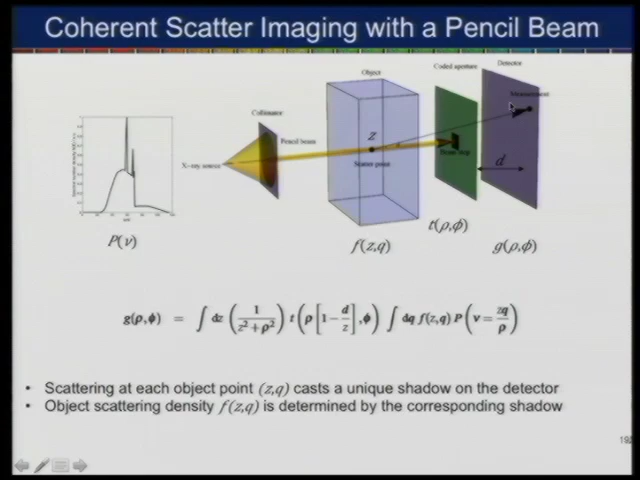 Coherent Scatter Imaging with a Pencil Beam
Detector
Coded aperture
Object
Measurement
Collimator
Pencil beam
X-ray source
z
Scatter point
Beam stop
d
P(ν)
f(z,q)
t(ρ,ϕ)
g(ρ,ϕ)
g(ρ,ϕ) = ∫ dz (1/(z²+ρ²)) t(ρ[1−d/z],ϕ) ∫ dq f(z,q) P(ν = zq/ρ)
• Scattering at each object point (z,q) casts a unique shadow on the detector
• Object scattering density f(z,q) is determined by the corresponding shadow